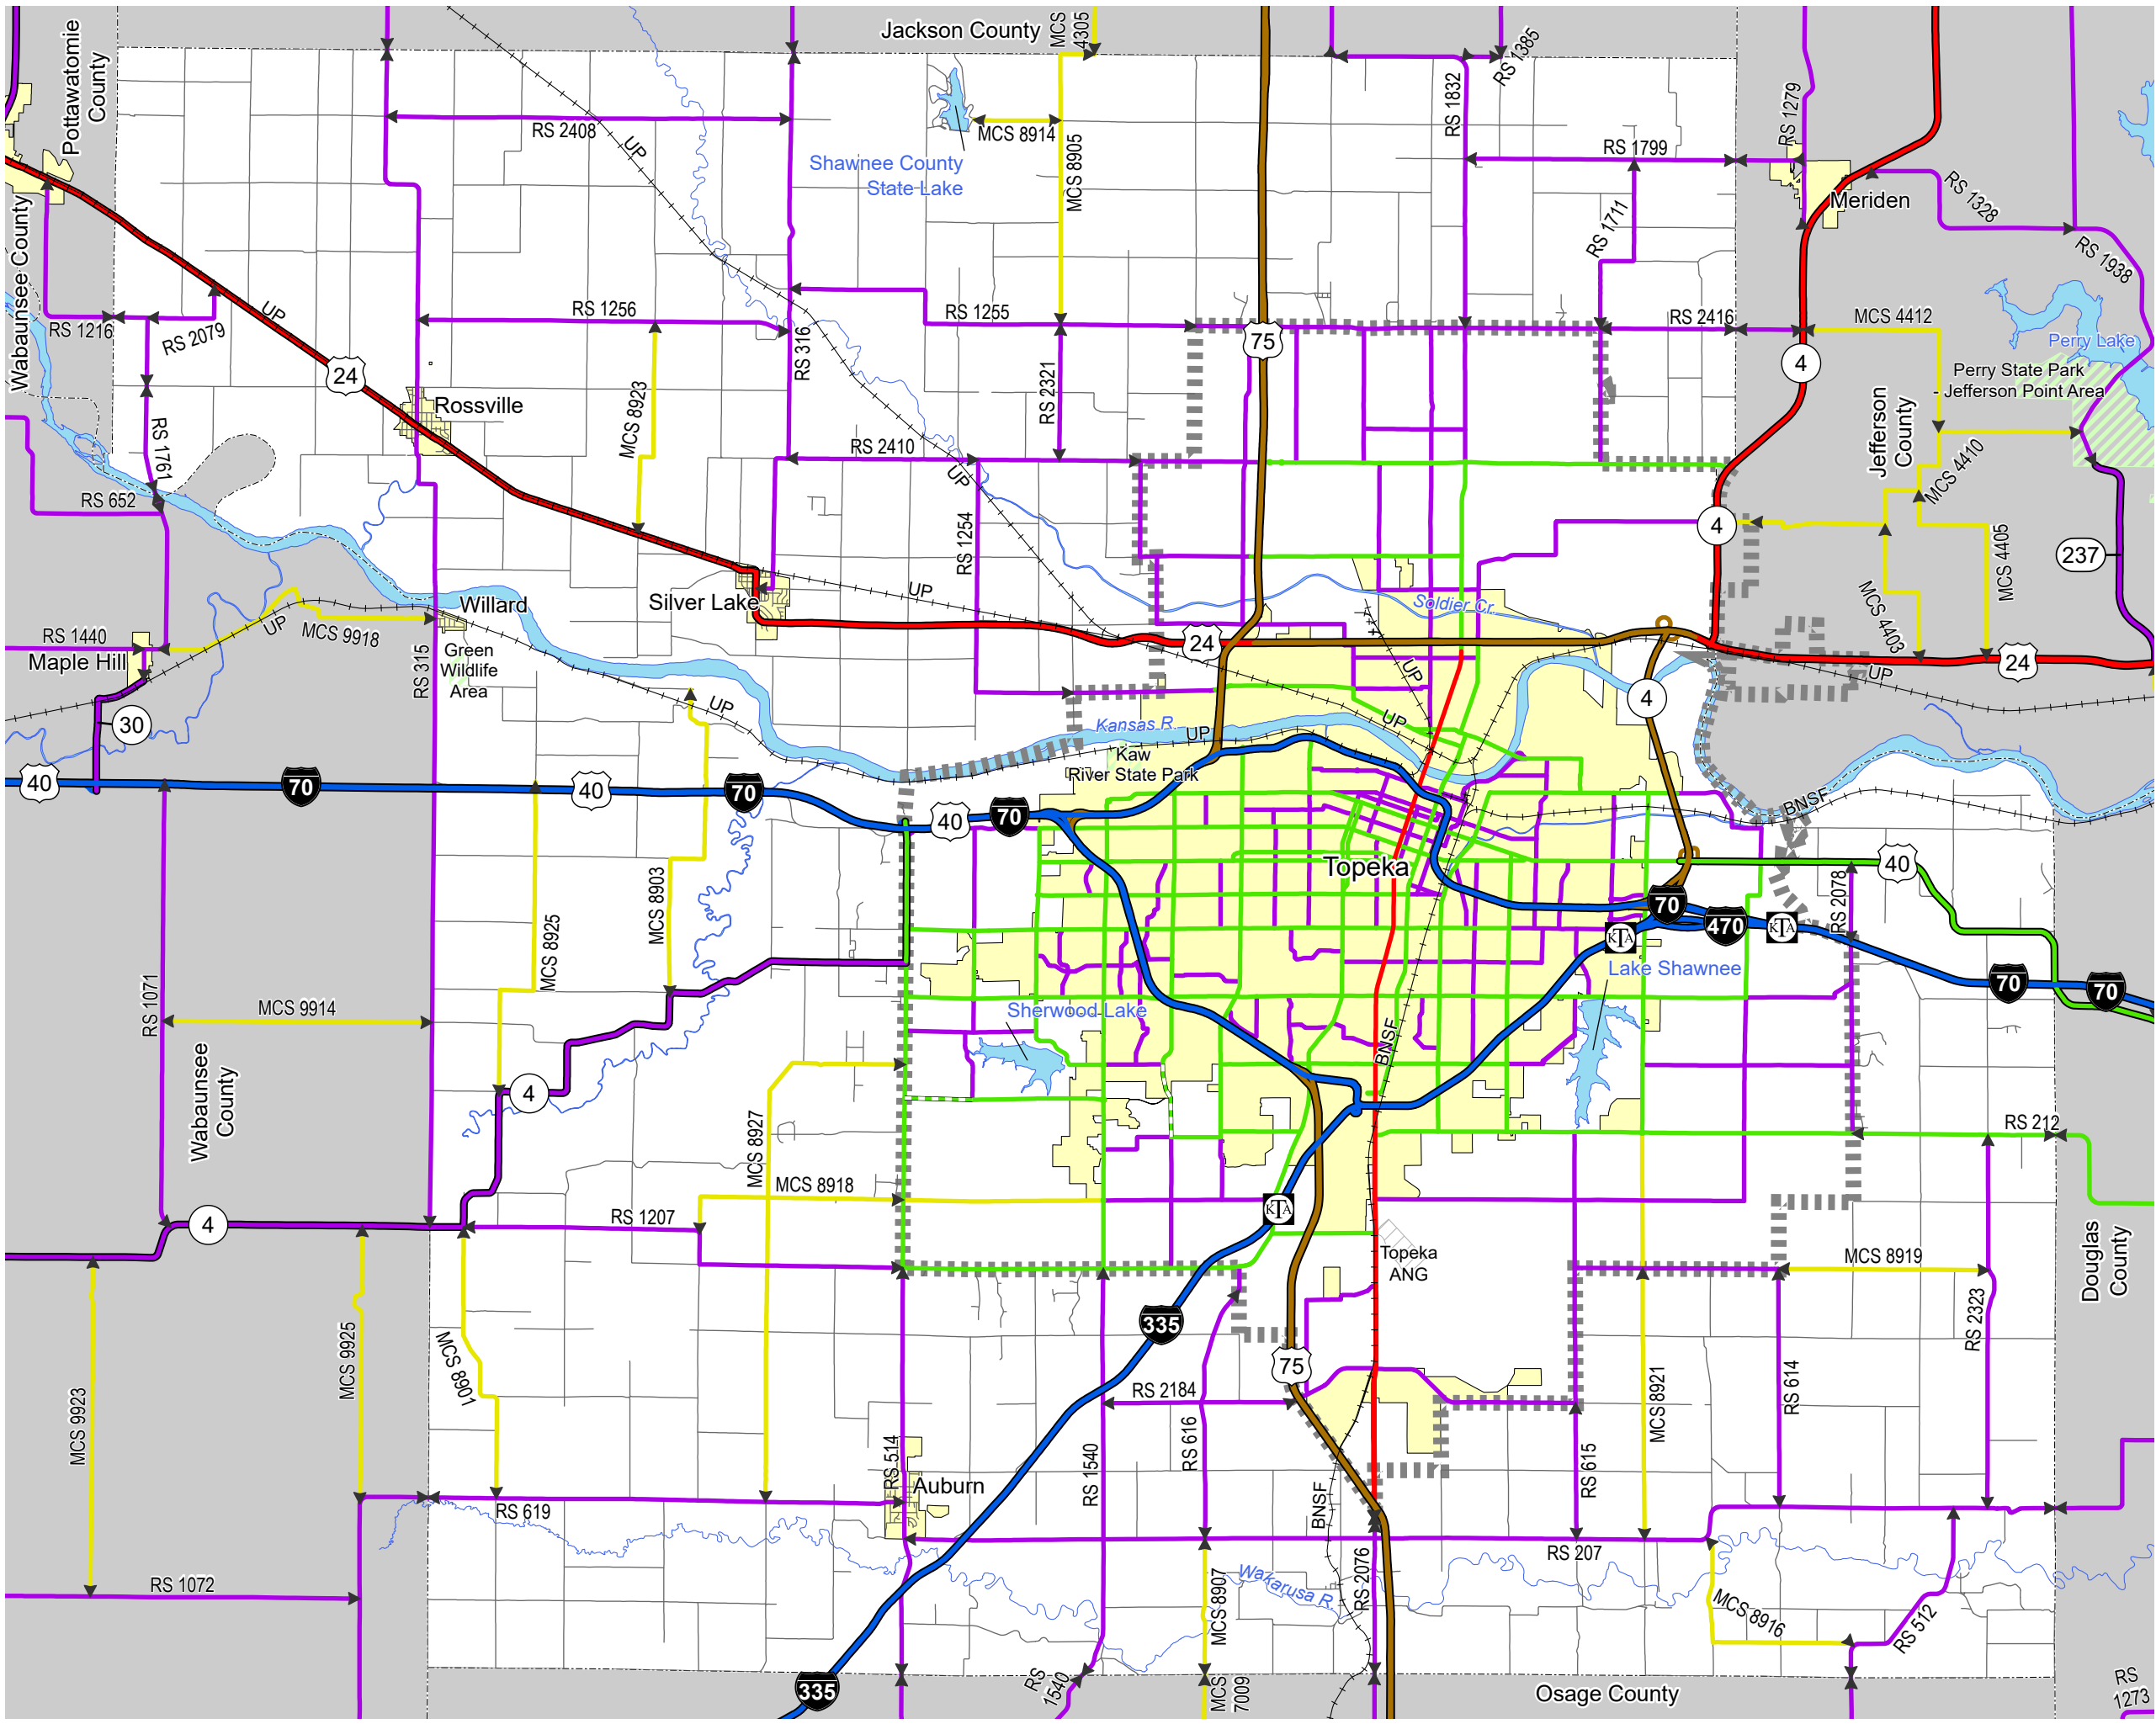 Jackson County
MCS
4305
RS 1385
Pottawatomie
County
RS 1832
RS 1279
RS 2408
UP
MCS 8914
MCS 8905
Shawnee County
State Lake
RS 1799
Meriden
RS 1328
RS 1711
RS 1938
Wabaunsee County
RS 1216
RS 2079
UP
RS 1256
RS 316
RS 1255
RS 2416
MCS 4412
75
Perry Lake
4
24
Perry State Park
- Jefferson Point Area
Rossville
MCS 8923
RS 2321
Jefferson
County
RS 1761
RS 2410
UP
MCS 4410
RS 652
RS 1254
4
237
MCS 4405
Silver Lake
UP
Willard
Soldier Cr.
MCS 4403
MCS 9918
UP
RS 1440
Maple Hill
RS 315
Green
Wildlife
Area
24
UP
24
UP
4
30
UP
Kansas R.
UP
UP
Kaw
River State Park
40
70
40
70
BNSF
40
70
Topeka
40
RS 2078
70
470
KTA
KTA
MCS 8925
MCS 8903
Lake Shawnee
70
70
RS 1071
MCS 9914
Sherwood Lake
BNSF
Wabaunsee
County
4
RS 212
MCS 8927
MCS 8918
KTA
4
RS 1207
Topeka
ANG
MCS 8919
Douglas
County
335
RS 2323
MCS 9925
MCS 8901
75
MCS 9923
RS 2184
RS 616
MCS 8921
RS 614
RS 514
RS 1540
RS 615
Auburn
RS 619
BNSF
RS 207
RS 1072
Wakarusa R.
RS 2076
MCS 8907
MCS 8916
RS 512
335
RS
1540
MCS
7009
Osage County
RS
1273